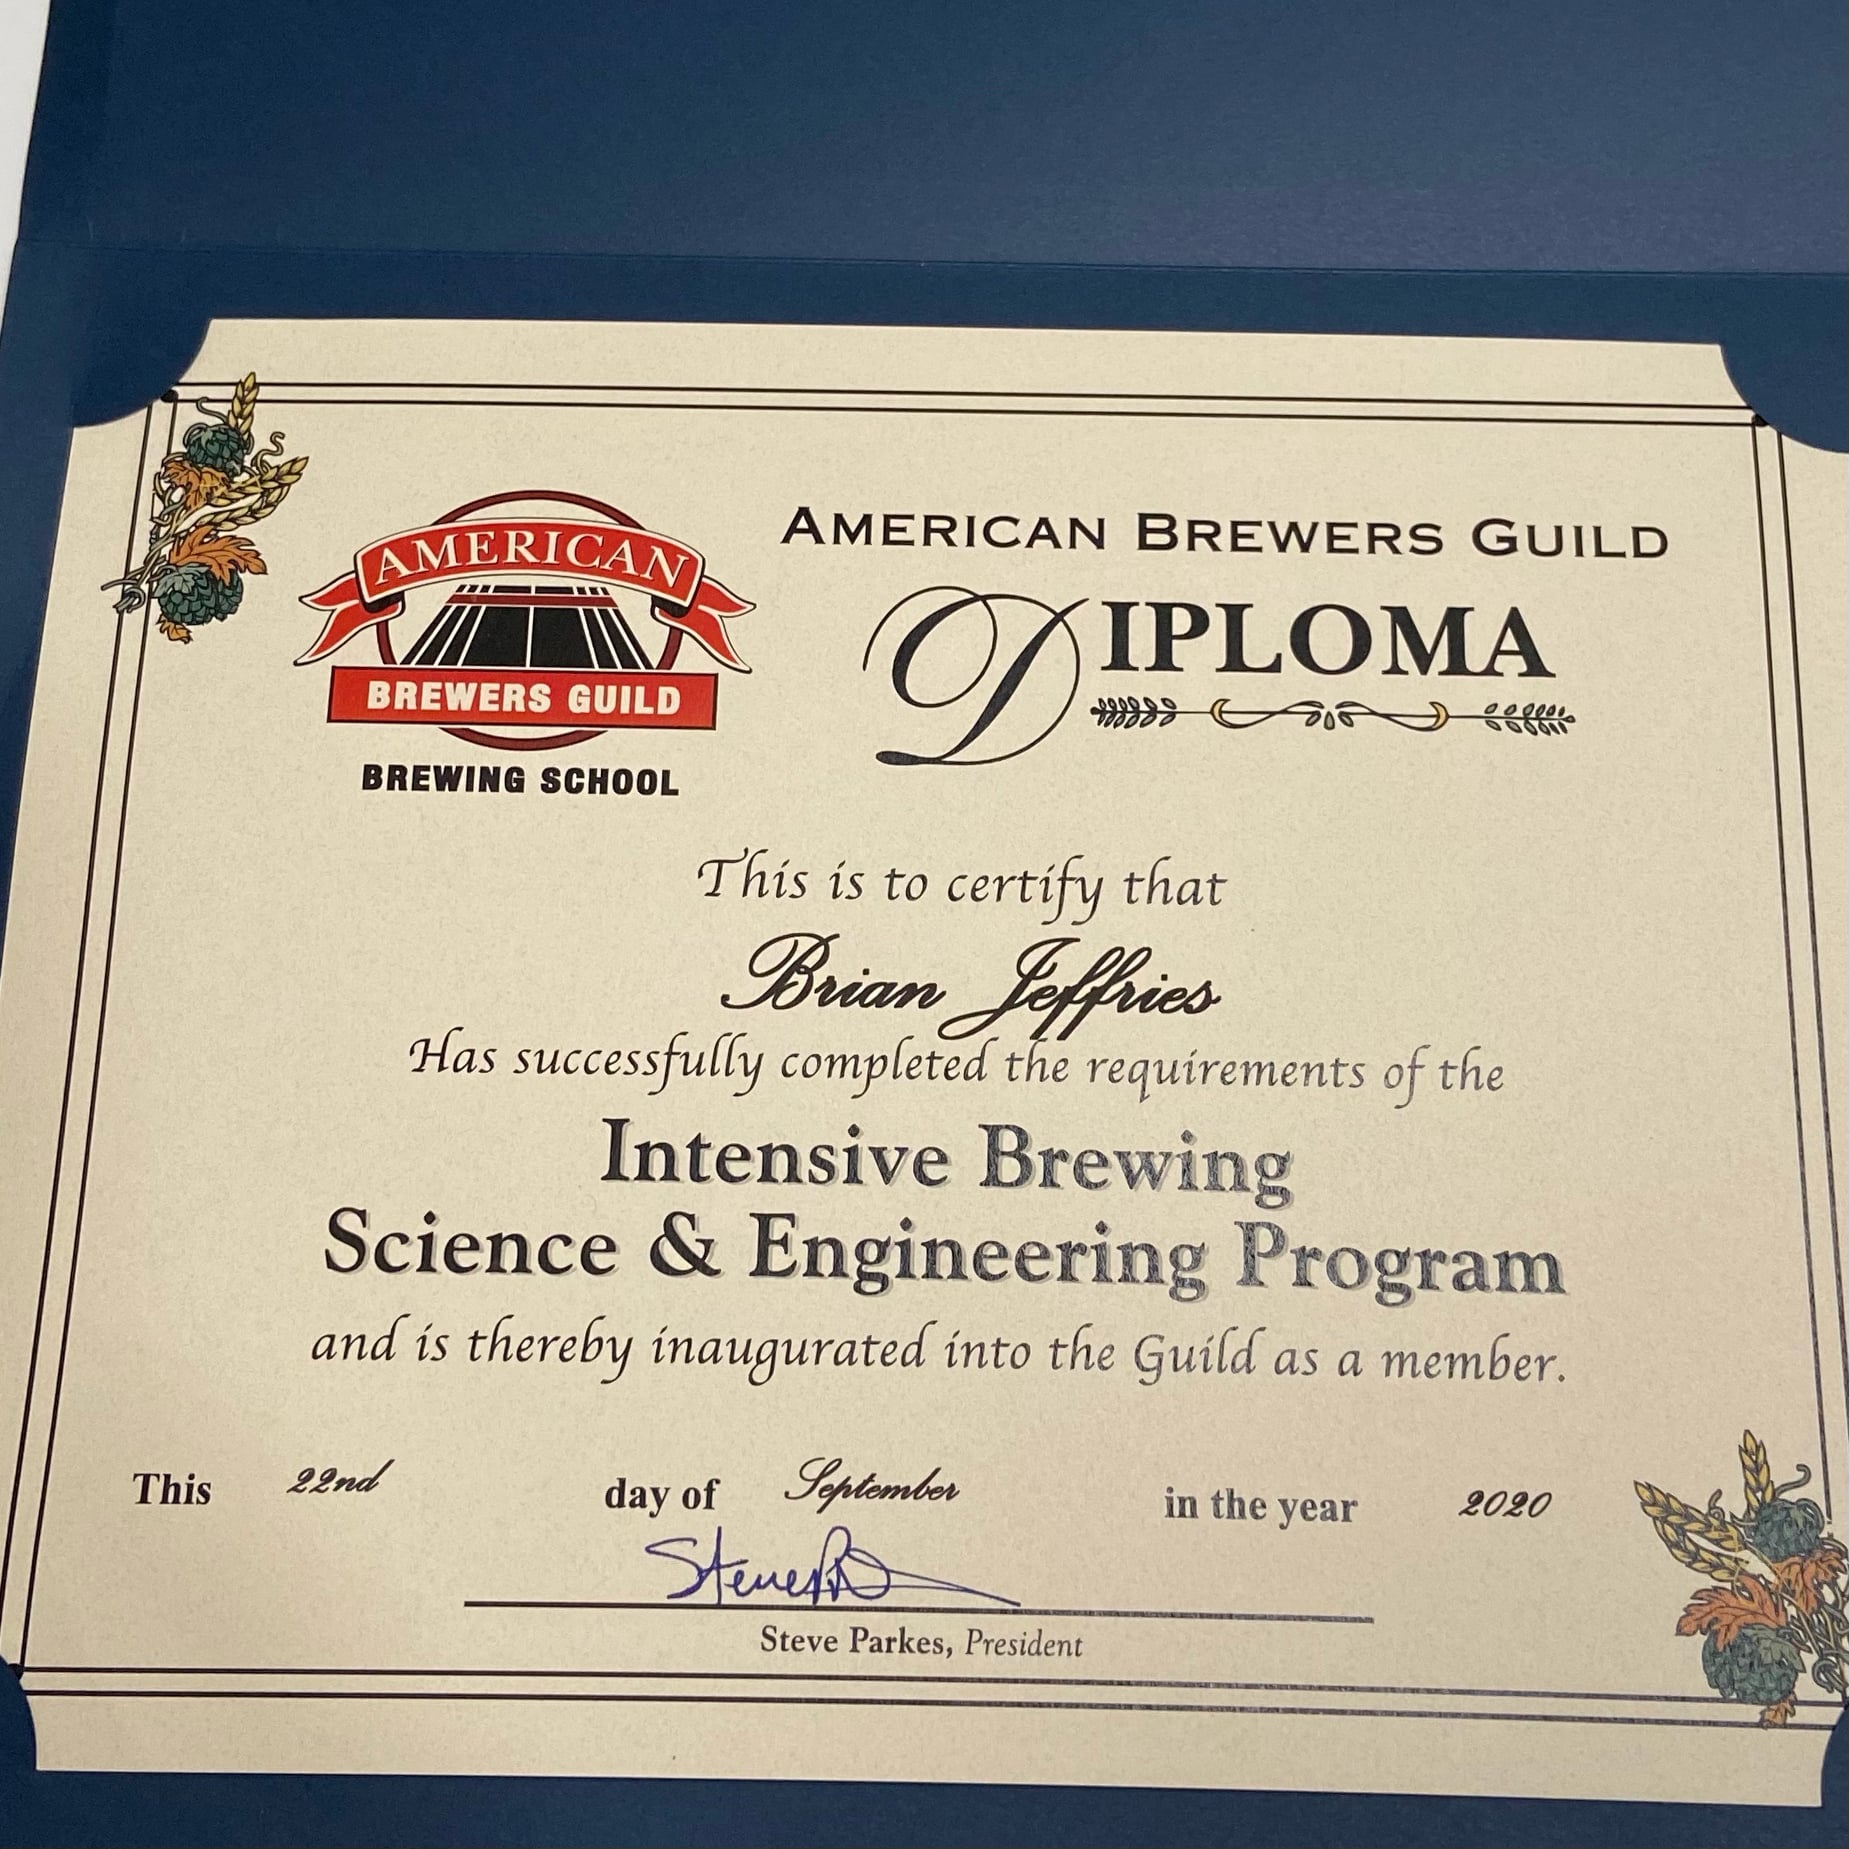 AMERICAN
BREWERS GUILD
BREWING SCHOOL
AMERICAN BREWERS GUILD
DIPLOMA
This is to certify that
Brian Jeffries
Has successfully completed the requirements of the
Intensive Brewing
Science & Engineering Program
and is thereby inaugurated into the Guild as a member.
This 22nd day of September in the year 2020
Steve Parkes, President